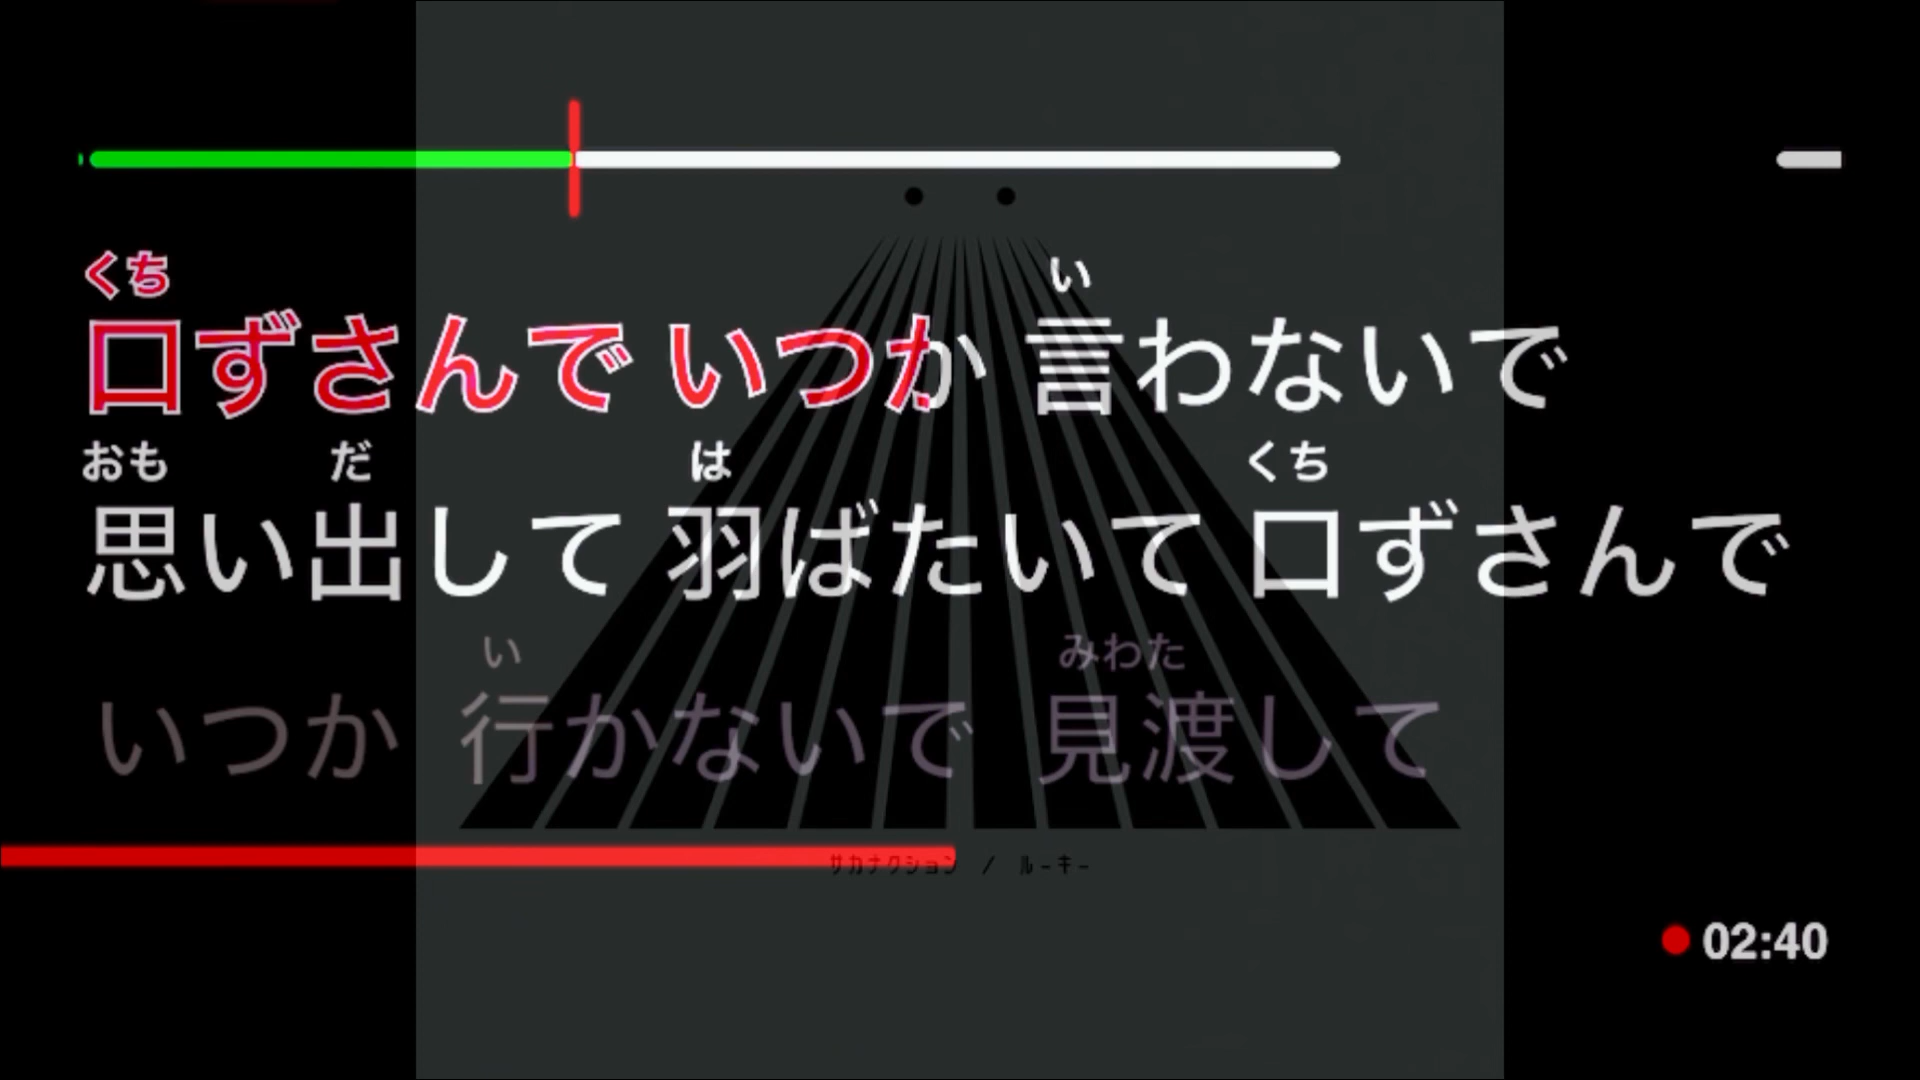 くち い
口ずさんで いつか 言わないで
おも だ は くち
思い出して 羽ばたいて 口ずさんで
い みわた
いつか 行かないで 見渡して
サカナクション / ルーキー
02:40